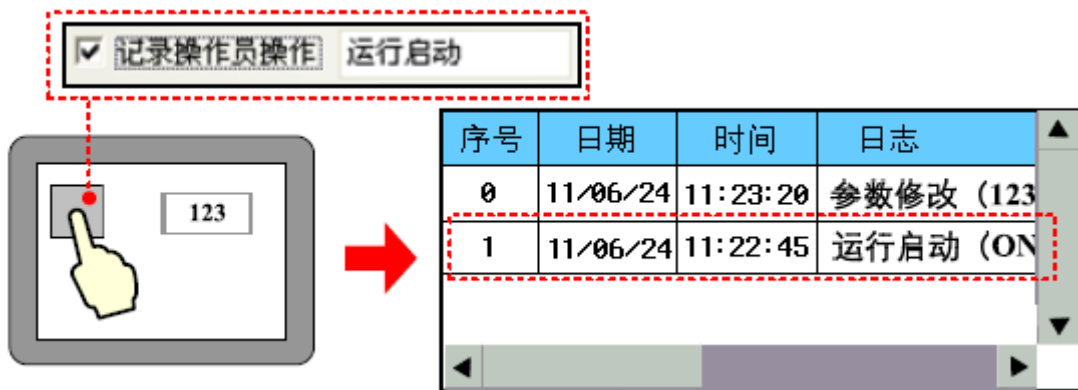 记录操作员操作 运行启动
123
序号 日期 时间 日志
0 11/06/24 11:23:20 参数修改（123
1 11/06/24 11:22:45 运行启动（ON